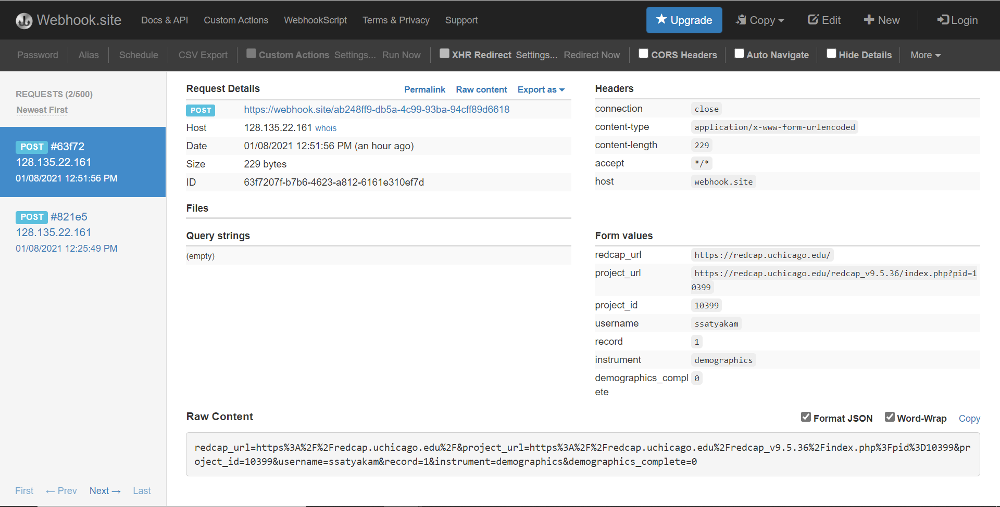 Webhook.site Docs & API Custom Actions WebhookScript Terms & Privacy Support Upgrade Copy Edit New Login
Password Alias Schedule CSV Export Custom Actions Settings... Run Now XHR Redirect Settings... Redirect Now CORS Headers Auto Navigate Hide Details More
REQUESTS (2/500)
Newest First
POST #63f72
128.135.22.161
01/08/2021 12:51:56 PM
POST #821e5
128.135.22.161
01/08/2021 12:25:49 PM
First ← Prev Next → Last
Request Details Permalink Raw content Export as
POST https://webhook.site/ab248ff9-db5a-4c99-93ba-94cff89d6618
Host 128.135.22.161 whois
Date 01/08/2021 12:51:56 PM (an hour ago)
Size 229 bytes
ID 63f7207f-b7b6-4623-a812-6161e310ef7d
Files
Query strings
(empty)
Headers
connection close
content-type application/x-www-form-urlencoded
content-length 229
accept */*
host webhook.site
Form values
redcap_url https://redcap.uchicago.edu/
project_url https://redcap.uchicago.edu/redcap_v9.5.36/index.php?pid=1
0399
project_id 10399
username ssatyakam
record 1
instrument demographics
demographics_compl 0
ete
Raw Content Format JSON Word-Wrap Copy
redcap_url=https%3A%2F%2Fredcap.uchicago.edu%2F&project_url=https%3A%2F%2Fredcap.uchicago.edu%2Fredcap_v9.5.36%2Findex.php%3Fpid%3D10399&pr
oject_id=10399&username=ssatyakam&record=1&instrument=demographics&demographics_complete=0